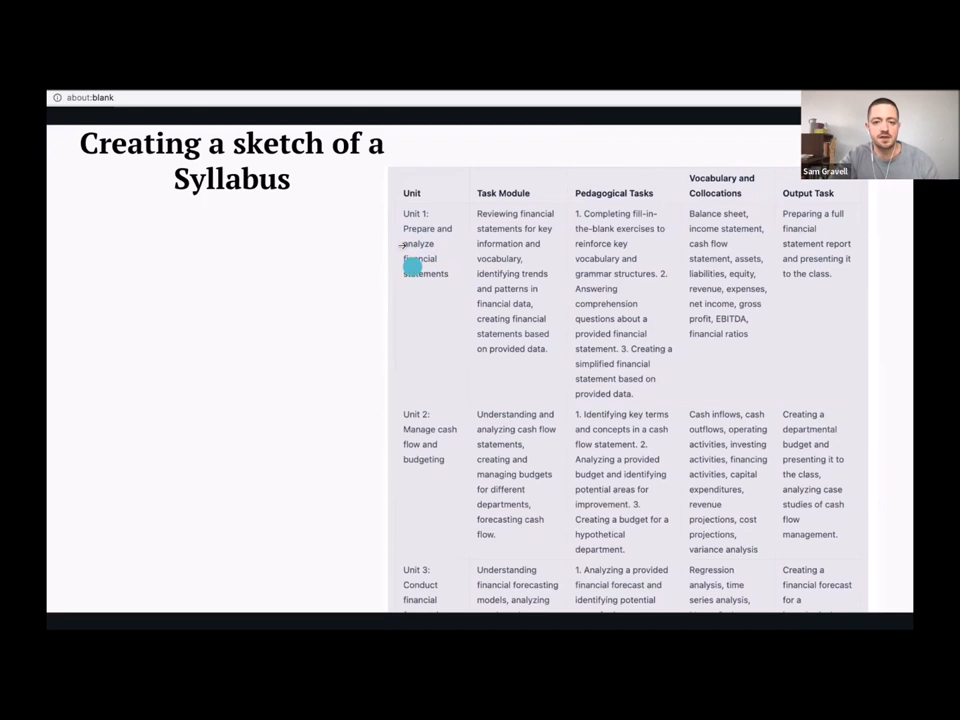 about:blank
Sam Gravell
Creating a sketch of a
Syllabus
Unit
Task Module
Pedagogical Tasks
Vocabulary and
Collocations
Output Task
Unit 1:
Prepare and
analyze
financial
statements
Reviewing financial
statements for key
information and
vocabulary,
identifying trends
and patterns in
financial data,
creating financial
statements based
on provided data.
1. Completing fill-in-
the-blank exercises to
reinforce key
vocabulary and
grammar structures. 2.
Answering
comprehension
questions about a
provided financial
statement. 3. Creating a
simplified financial
statement based on
provided data.
Balance sheet,
income statement,
cash flow
statement, assets,
liabilities, equity,
revenue, expenses,
net income, gross
profit, EBITDA,
financial ratios
Preparing a full
financial
statement report
and presenting it
to the class.
Unit 2:
Manage cash
flow and
budgeting
Understanding and
analyzing cash flow
statements,
creating and
managing budgets
for different
departments,
forecasting cash
flow.
1. Identifying key terms
and concepts in a cash
flow statement. 2.
Analyzing a provided
budget and identifying
potential areas for
improvement. 3.
Creating a budget for a
hypothetical
department.
Cash inflows, cash
outflows, operating
activities, investing
activities, financing
activities, capital
expenditures,
revenue
projections, cost
projections,
variance analysis
Creating a
departmental
budget and
presenting it to
the class,
analyzing case
studies of cash
flow
management.
Unit 3:
Conduct
financial
Understanding
financial forecasting
models, analyzing
1. Analyzing a provided
financial forecast and
identifying potential
Regression
analysis, time
series analysis,
Creating a
financial forecast
for a